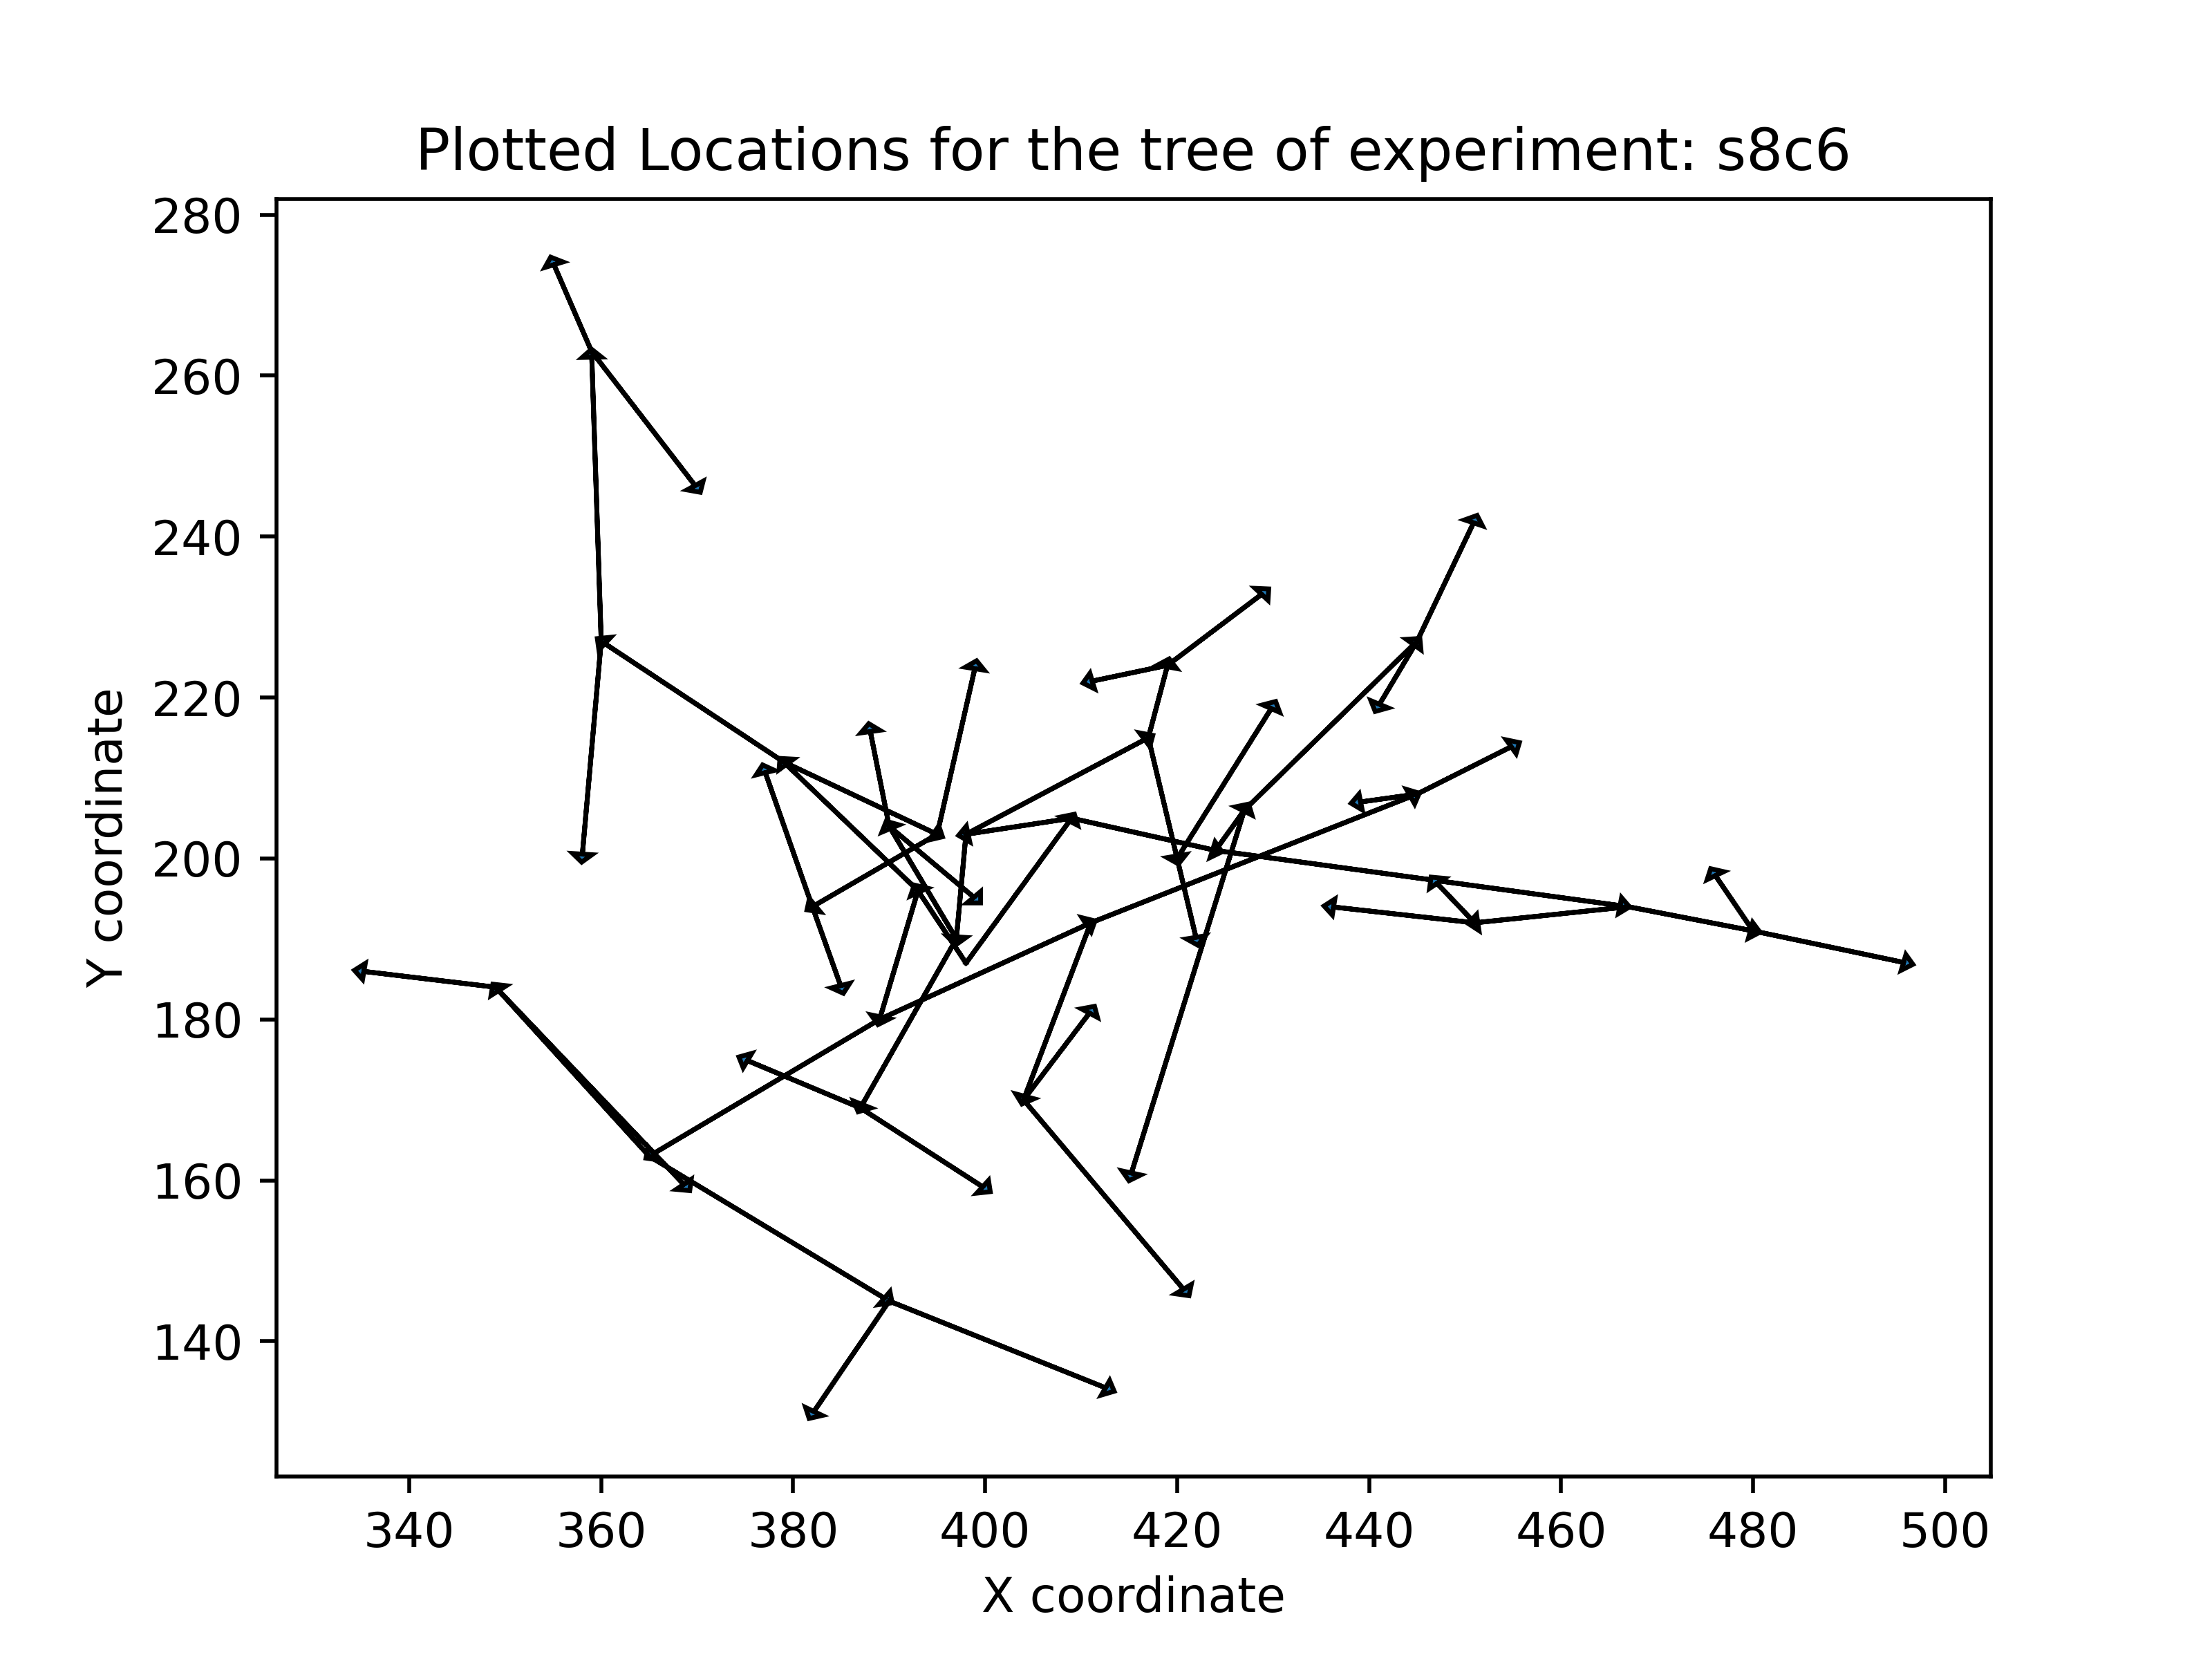 Plotted Locations for the tree of experiment: s8c6
280
260
240
220
200
180
160
140
Y coordinate
340 360 380 400 420 440 460 480 500
X coordinate